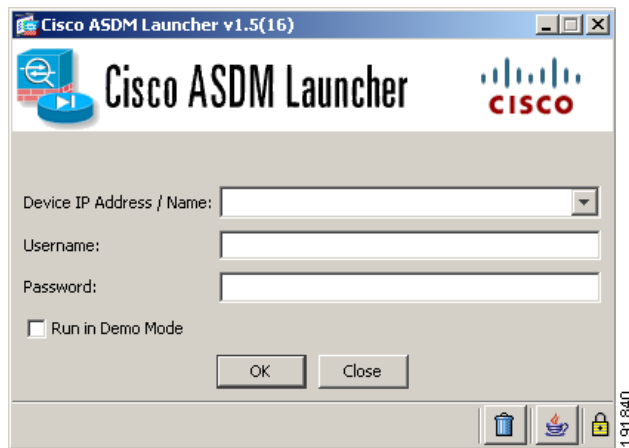 Cisco ASDM Launcher v1.5(16)
Cisco ASDM Launcher
CISCO
Device IP Address / Name:
Username:
Password:
Run in Demo Mode
OK
Close
191840